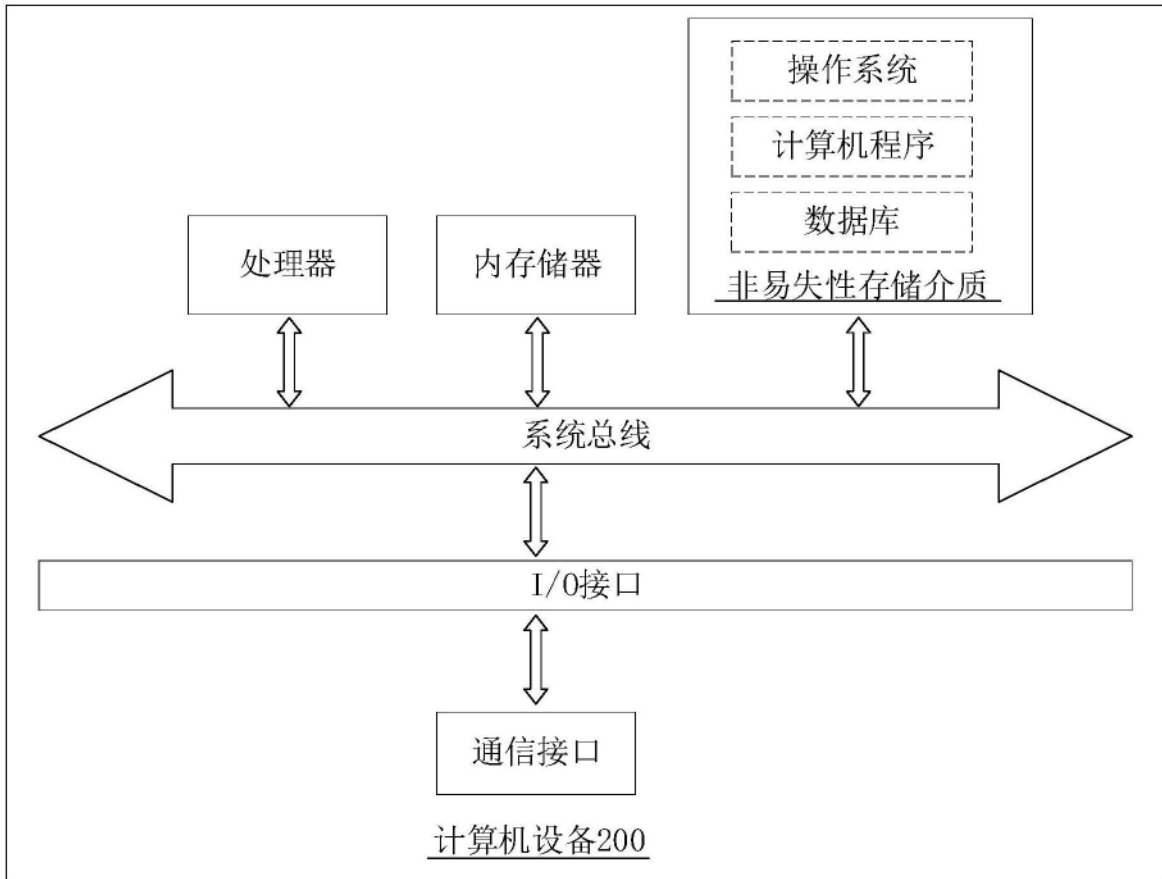 操作系统
计算机程序
数据库
非易失性存储介质
处理器
内存储器
系统总线
I/O接口
通信接口
计算机设备200